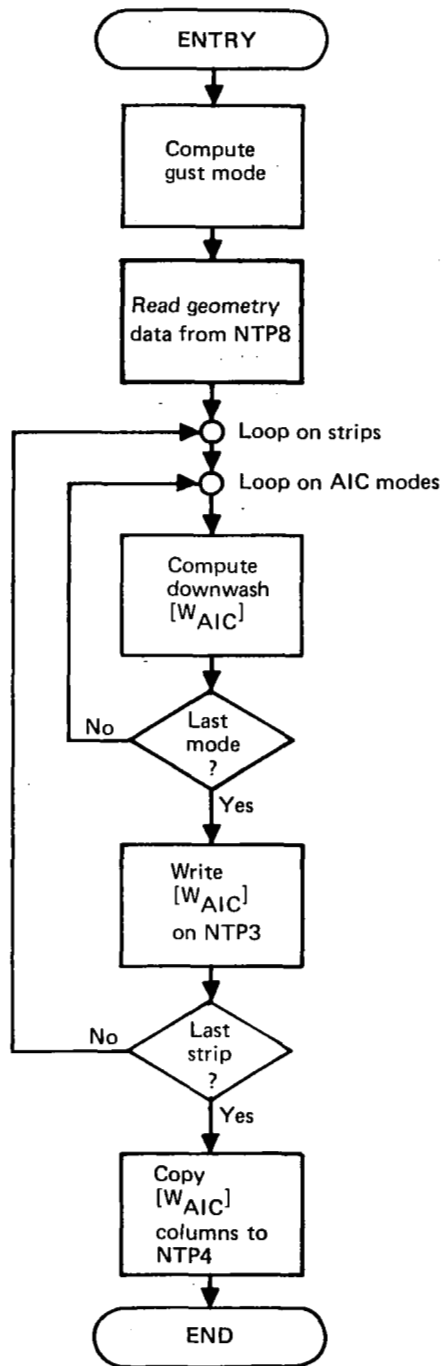 ENTRY
Compute
gust mode
Read geometry
data from NTP8
Loop on strips
Loop on AIC modes
Compute
downwash
[WAIC]
No
Last
mode
?
Yes
Write
[WAIC]
on NTP3
No
Last
strip
?
Yes
Copy
[WAIC]
columns to
NTP4
END